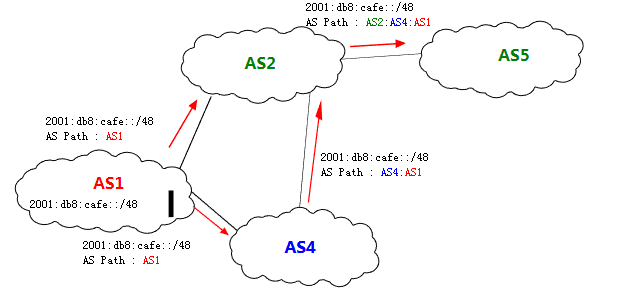 2001:db8:cafe::/48
AS Path : AS2:AS4:AS1
AS2
AS5
2001:db8:cafe::/48
AS Path : AS1
2001:db8:cafe::/48
AS Path : AS4:AS1
AS1
2001:db8:cafe::/48
2001:db8:cafe::/48
AS Path : AS1
AS4